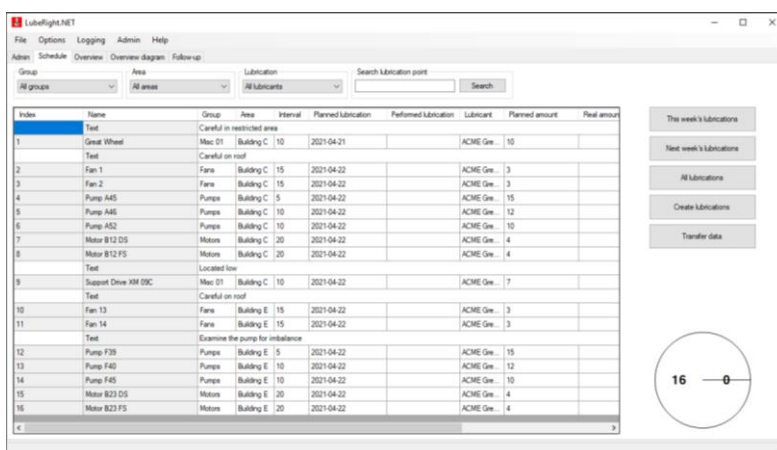 LubeRight.NET
File Options Logging Admin Help
Admin Schedule Overview Overview diagram Follow-up
Group Area Lubrication Search lubrication point
All groups All areas All lubricants Search
Index Name Group Area Interval Planned lubrication Performed lubrication Lubricant Planned amount Real amoun
Text Careful in restricted area
1 Great Wheel Misc 01 Building C 10 2021-04-21 ACME Gre... 10
Text Careful on roof
2 Fan 1 Fans Building C 15 2021-04-22 ACME Gre... 3
3 Fan 2 Fans Building C 15 2021-04-22 ACME Gre... 3
4 Pump A45 Pumps Building C 5 2021-04-22 ACME Gre... 15
5 Pump A46 Pumps Building C 10 2021-04-22 ACME Gre... 12
6 Pump A52 Pumps Building C 10 2021-04-22 ACME Gre... 10
7 Motor B12 DS Motors Building C 20 2021-04-22 ACME Gre... 4
8 Motor B12 FS Motors Building C 20 2021-04-22 ACME Gre... 4
Text Located low
9 Support Drive XM 09C Misc 01 Building C 10 2021-04-22 ACME Gre... 7
Text Careful on roof
10 Fan 13 Fans Building E 15 2021-04-22 ACME Gre... 3
11 Fan 14 Fans Building E 15 2021-04-22 ACME Gre... 3
Text Examine the pump for imbalance
12 Pump F39 Pumps Building E 5 2021-04-22 ACME Gre... 15
13 Pump F40 Pumps Building E 10 2021-04-22 ACME Gre... 12
14 Pump F45 Pumps Building E 10 2021-04-22 ACME Gre... 10
15 Motor B23 DS Motors Building E 20 2021-04-22 ACME Gre... 4
16 Motor B23 FS Motors Building E 20 2021-04-22 ACME Gre... 4
This week's lubrications
Next week's lubrications
All lubrications
Create lubrications
Transfer data
16 0